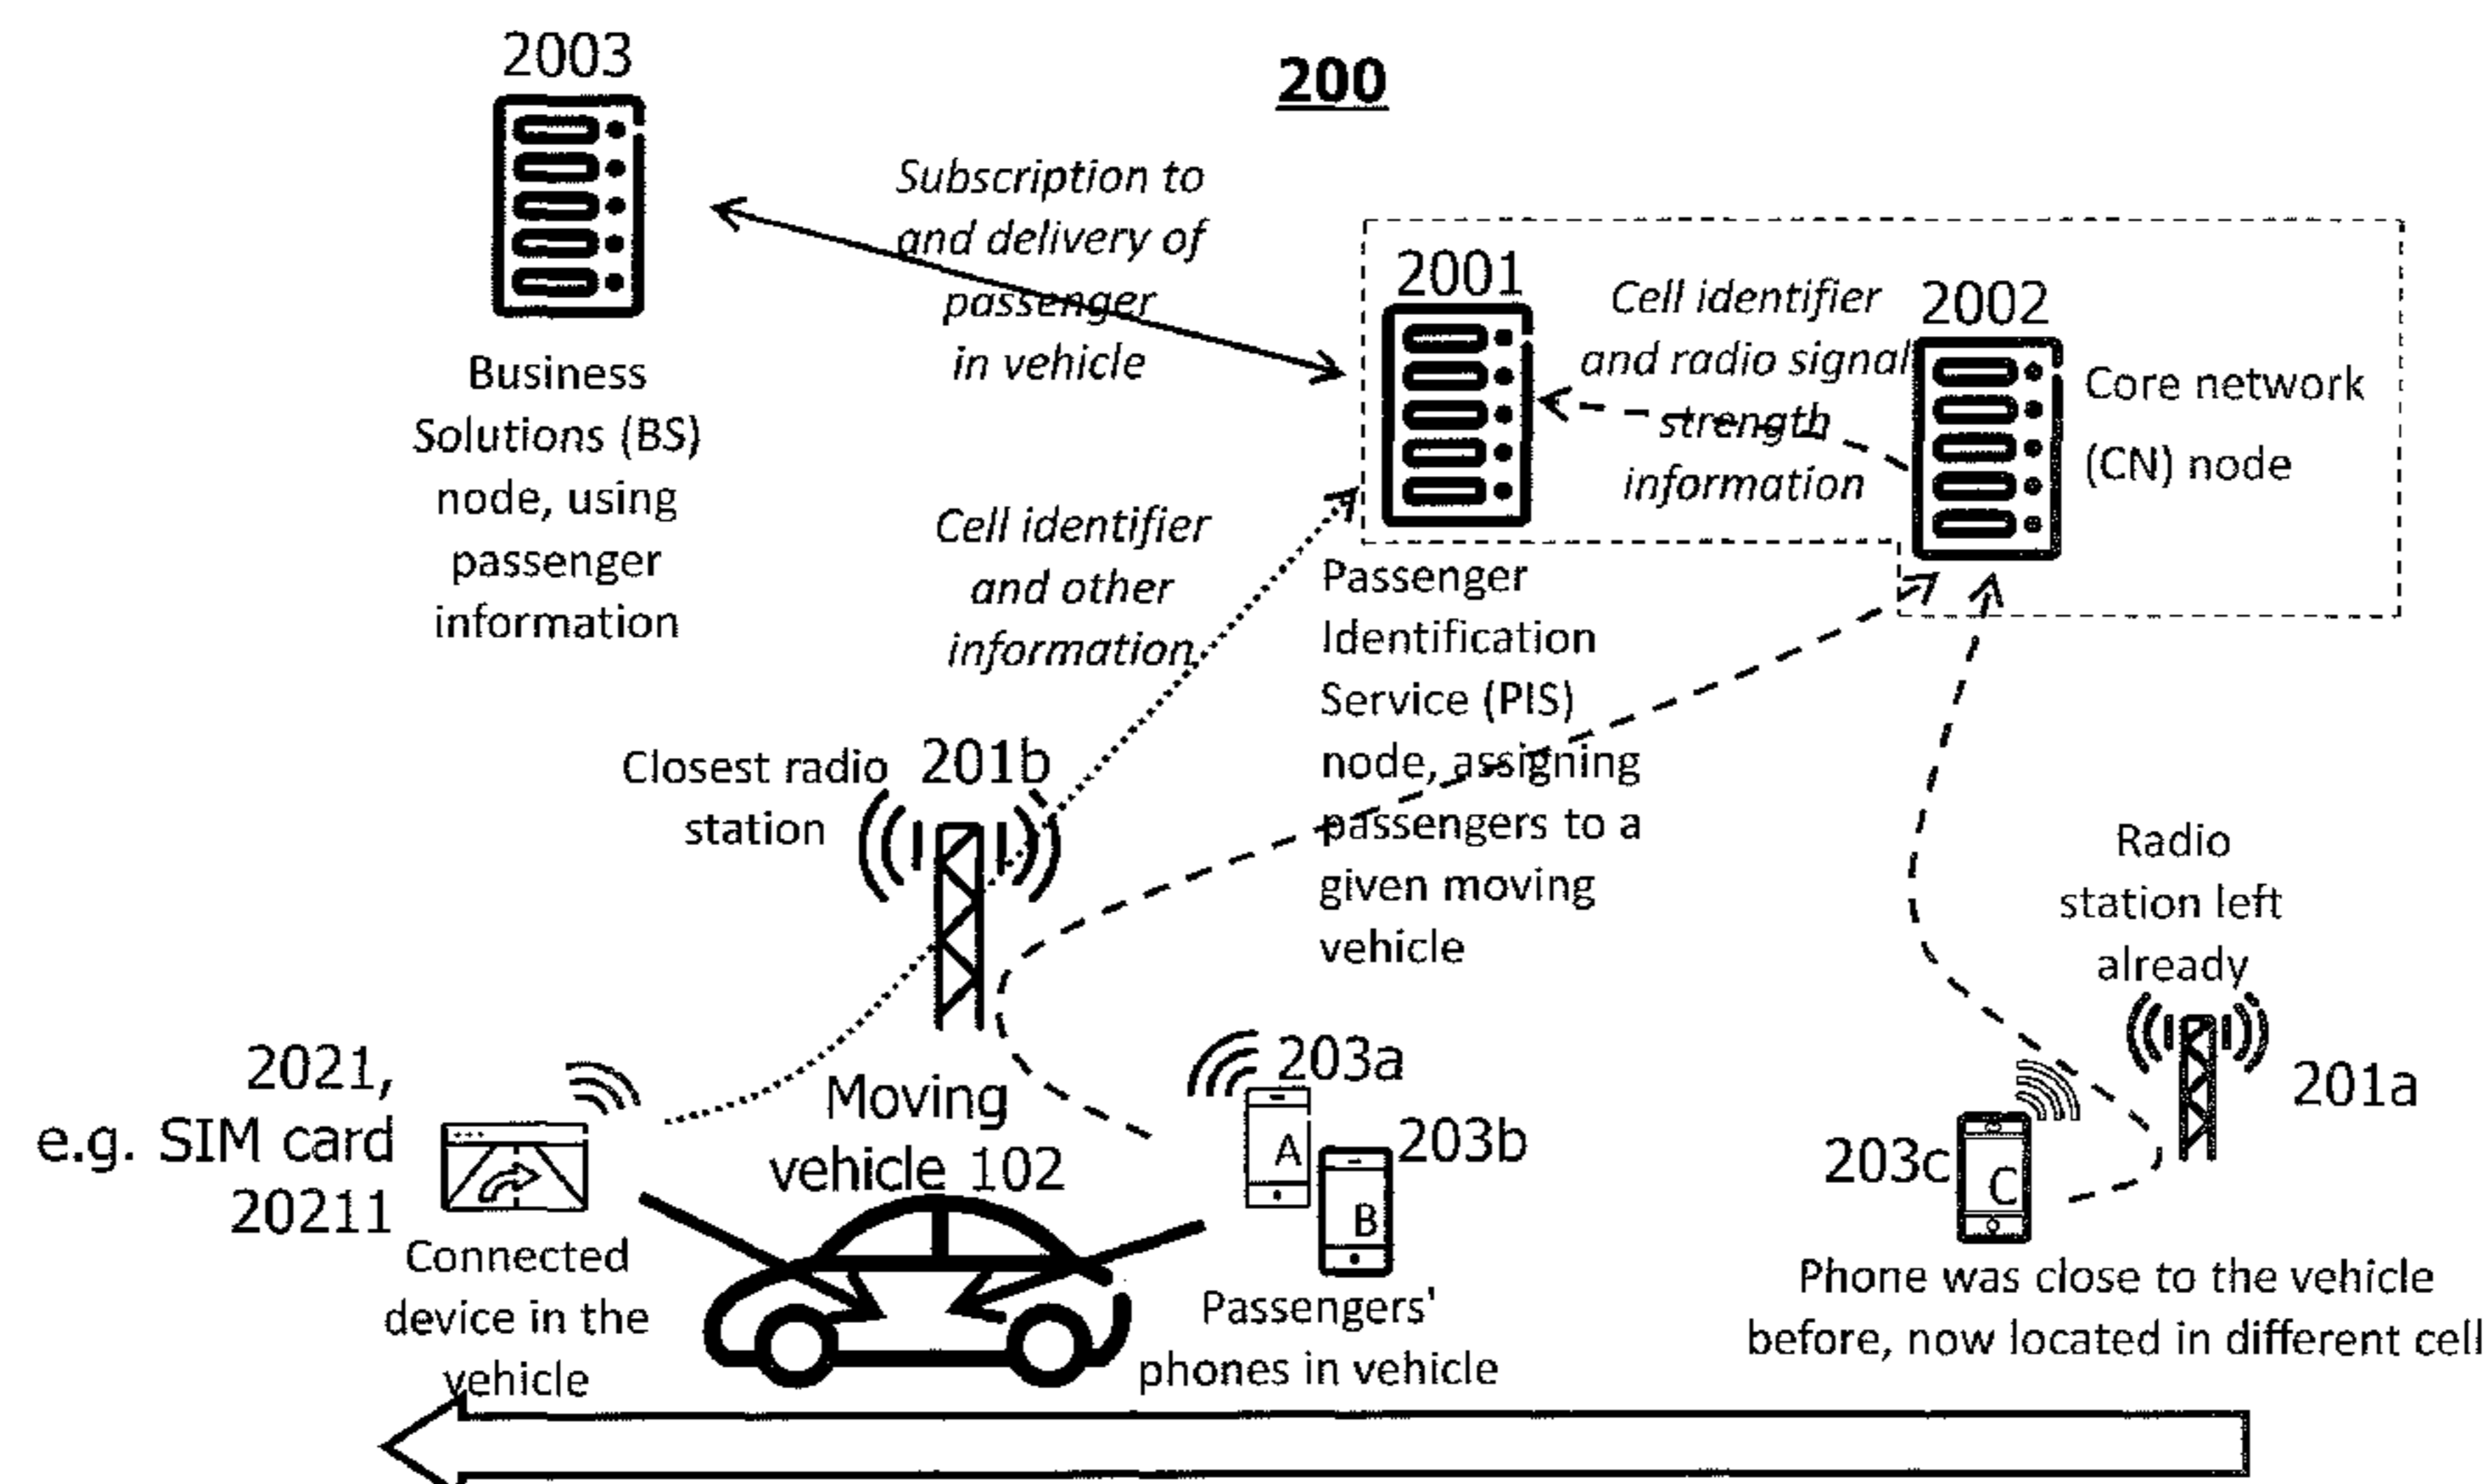 200
2003
Business
Solutions (BS)
node, using
passenger
information
Subscription to
and delivery of
passenger
in vehicle
2001
Cell identifier
and radio signal
strength
information
2002
Core network
(CN) node
Cell identifier
and other
information
Passenger
Identification
Service (PIS)
node, assigning
passengers to a
given moving
vehicle
Closest radio
station
201b
Radio
station left
already
201a
2021,
e.g. SIM card
20211
Connected
device in the
vehicle
Moving
vehicle 102
203a
A
203b
B
Passengers'
phones in vehicle
203c
C
Phone was close to the vehicle
before, now located in different cell